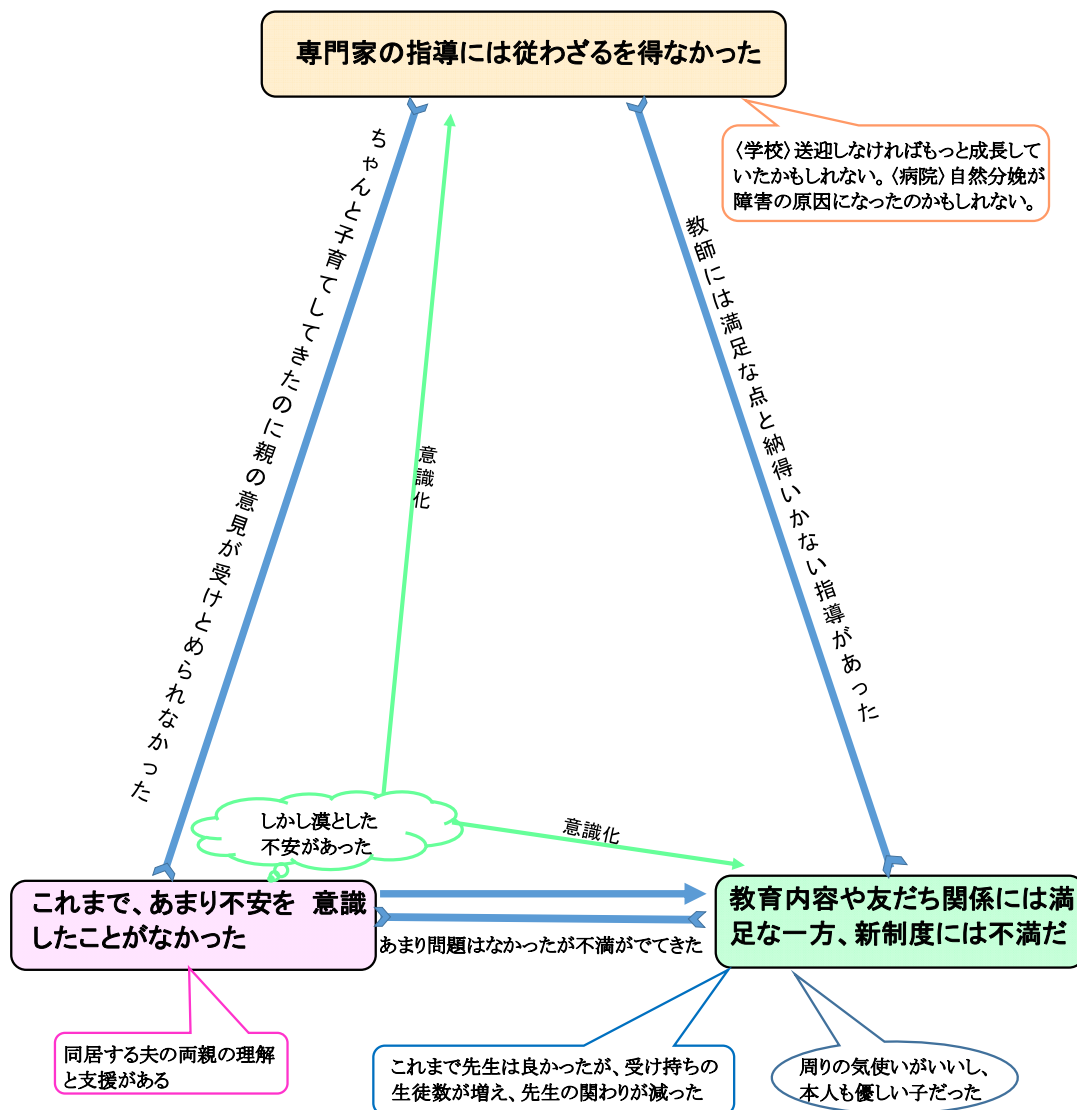 専門家の指導には従わざるを得なかった
〈学校〉送迎しなければもっと成長して
いたかもしれない。〈病院〉自然分娩が
障害の原因になったのかもしれない。
ちゃんと子育てしてきたのに親の意見が受けとめられなかった
教師には満足な点と納得いかない指導があった
意識化
しかし漠とした
不安があった
意識化
これまで、あまり不安を 意識
したことがなかった
あまり問題はなかったが不満がでてきた
教育内容や友だち関係には満
足な一方、新制度には不満だ
同居する夫の両親の理解
と支援がある
これまで先生は良かったが、受け持ちの
生徒数が増え、先生の関わりが減った
周りの気使いがいいし、
本人も優しい子だった